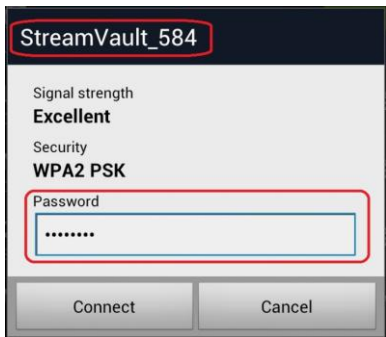 StreamVault_584
Signal strength
Excellent
Security
WPA2 PSK
Password
••••••••
Connect
Cancel